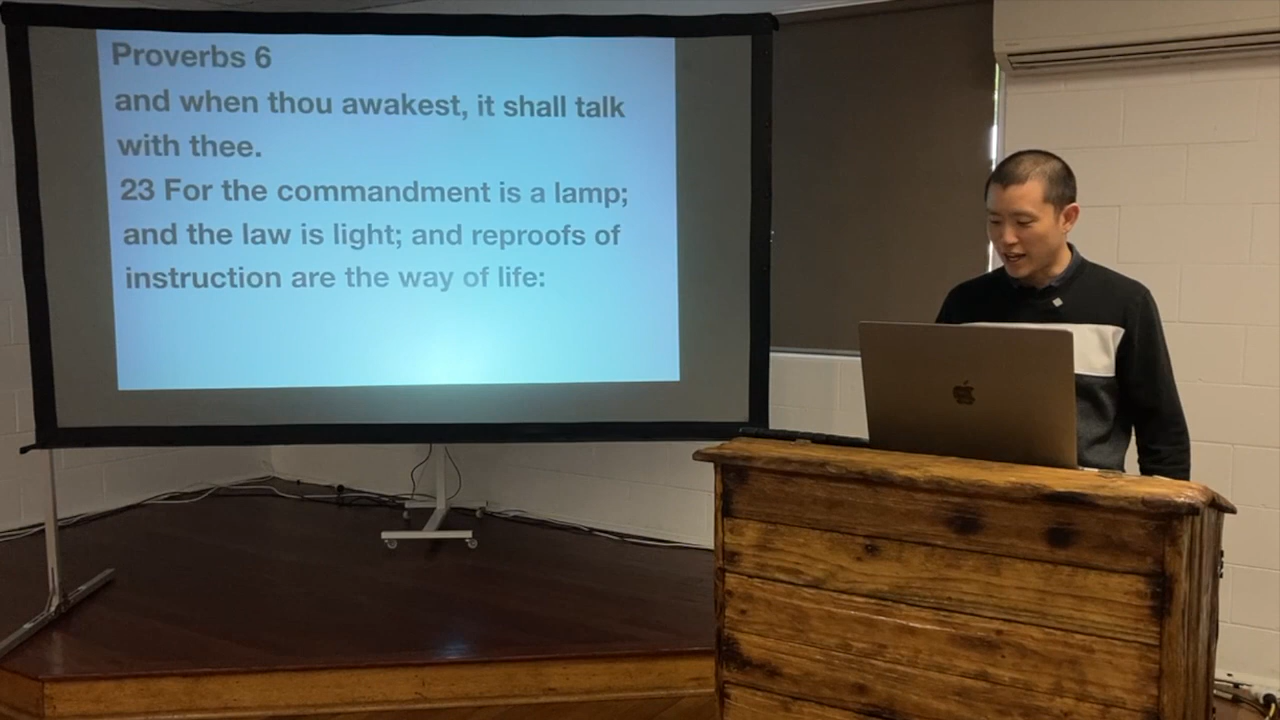 Proverbs 6
and when thou awakest, it shall talk
with thee.
23 For the commandment is a lamp;
and the law is light; and reproofs of
instruction are the way of life: